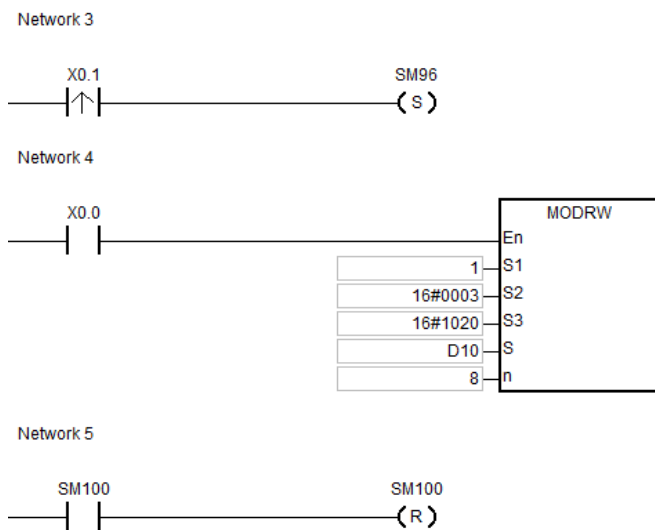 Network 3
X0.1 SM96
S
Network 4
X0.0 MODRW
En
1 S1
16#0003 S2
16#1020 S3
D10 S
8 n
Network 5
SM100 SM100
R